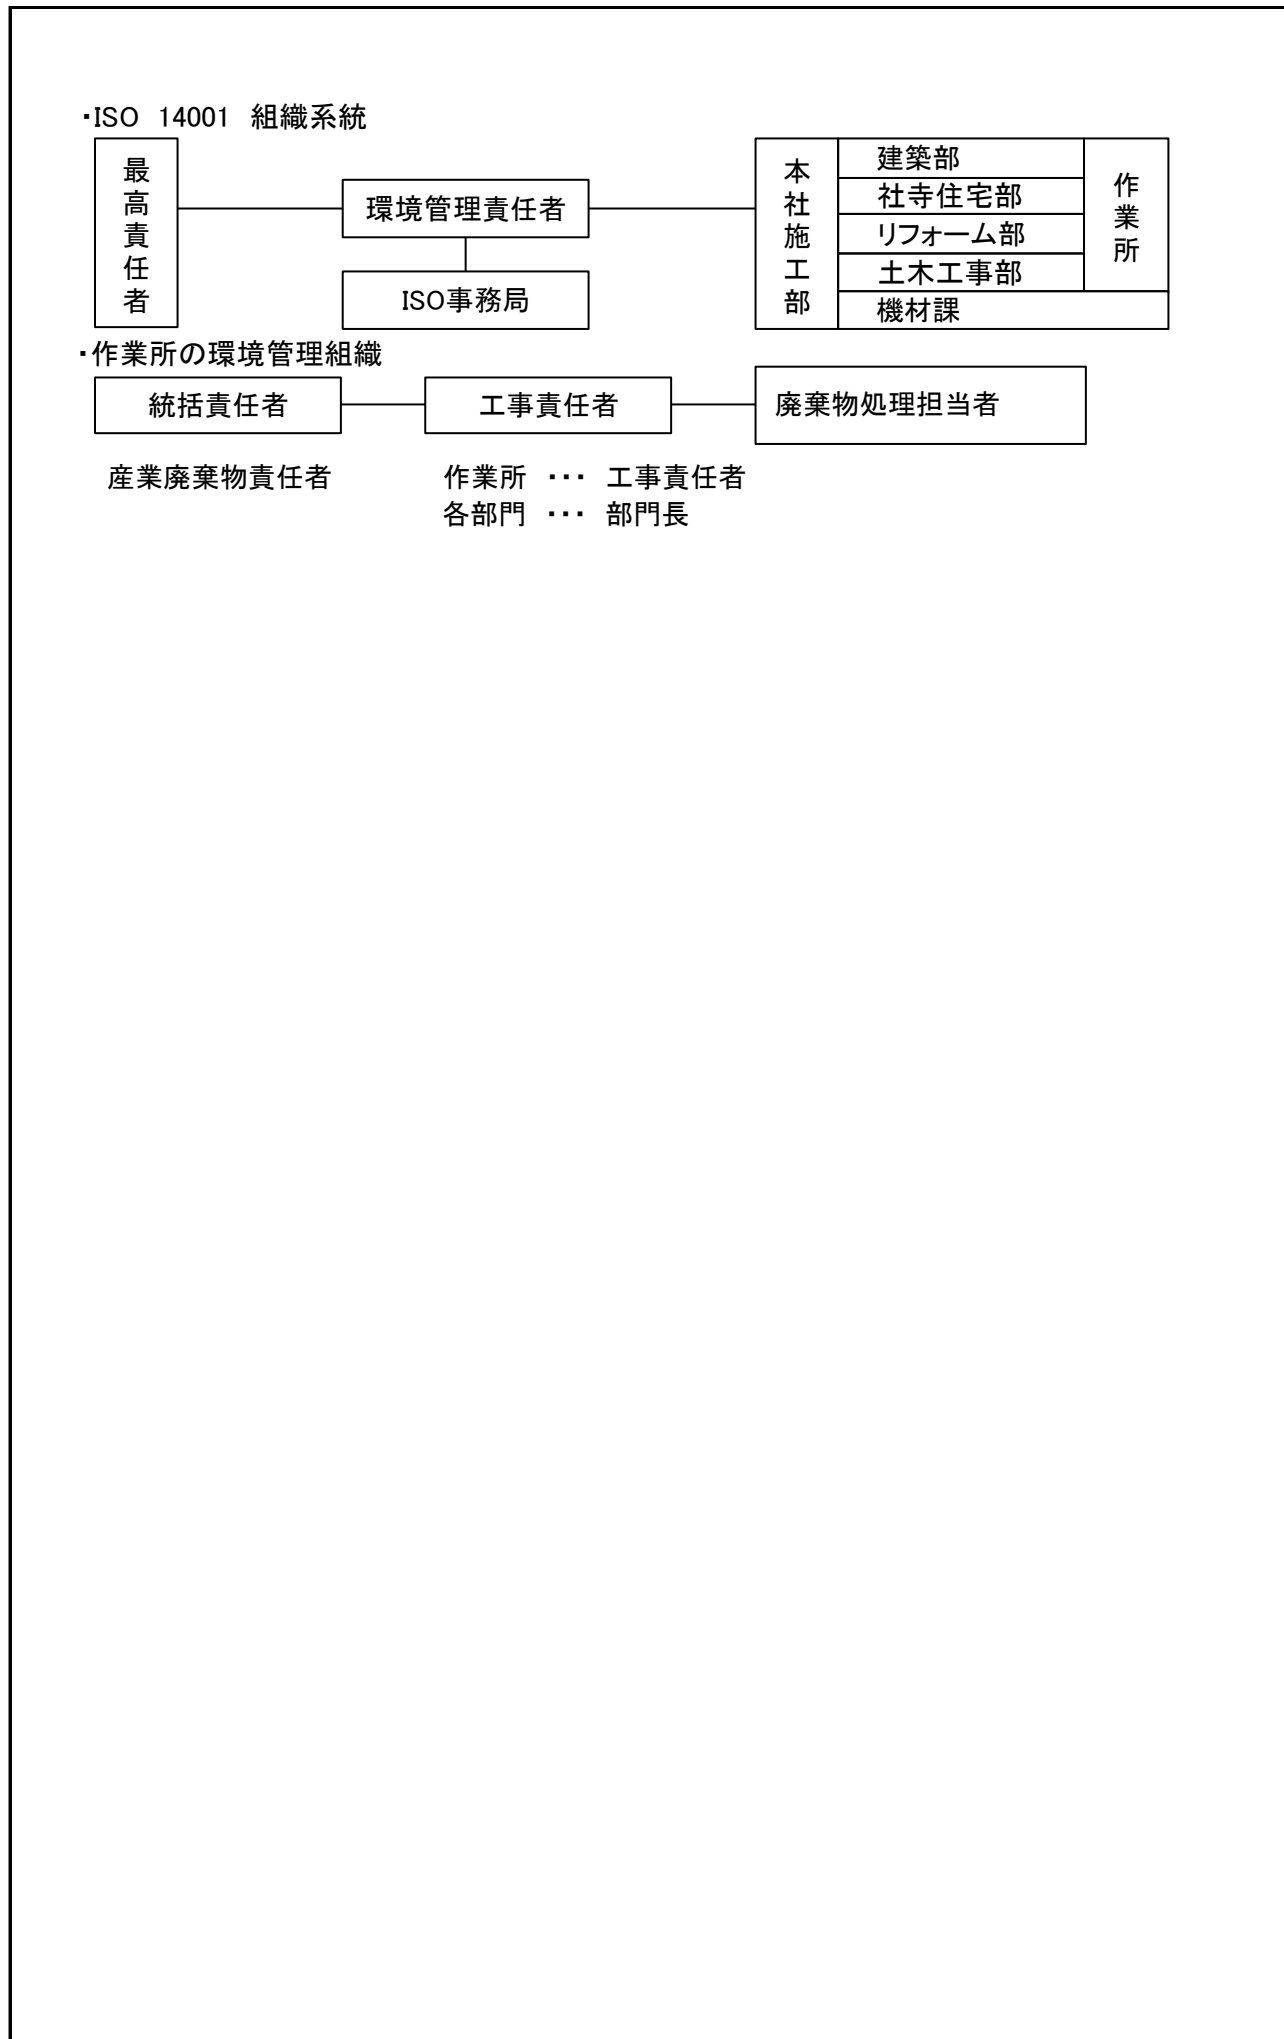 ・ISO 14001 組織系統
最高責任者
環境管理責任者
ISO事務局
本社施工部
建築部
社寺住宅部
リフォーム部
土木工事部
機材課
作業所
・作業所の環境管理組織
統括責任者
工事責任者
廃棄物処理担当者
産業廃棄物責任者
作業所 ・・・ 工事責任者
各部門 ・・・ 部門長